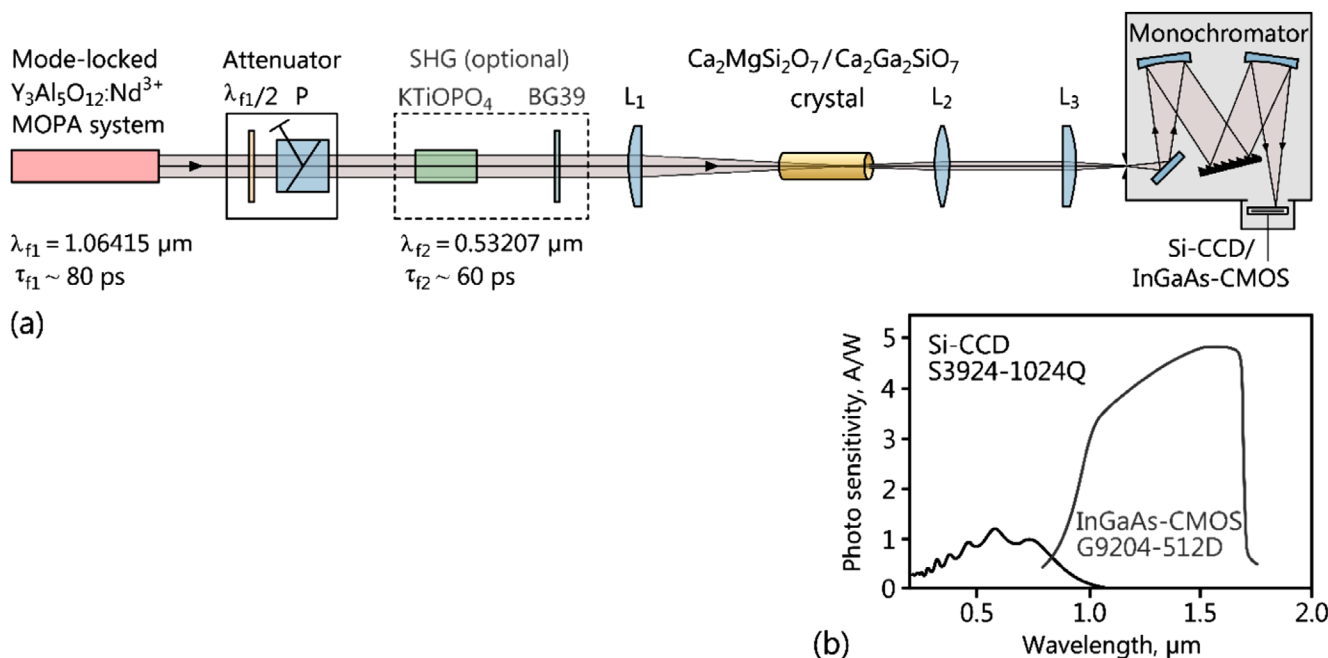 Mode-locked
Y₃Al₅O₁₂:Nd³⁺
MOPA system
Attenuator
λf1/2 P
SHG (optional)
KTiOPO₄ BG39
L₁
Ca₂MgSi₂O₇/Ca₂Ga₂SiO₇
crystal
L₂
L₃
Monochromator
λf1 = 1.06415 µm
τf1 ~ 80 ps
λf2 = 0.53207 µm
τf2 ~ 60 ps
Si-CCD/
InGaAs-CMOS
(a)
Photo sensitivity, A/W
5
4
3
2
1
0
Si-CCD
S3924-1024Q
InGaAs-CMOS
G9204-512D
0.5 1.0 1.5 2.0
Wavelength, µm
(b)